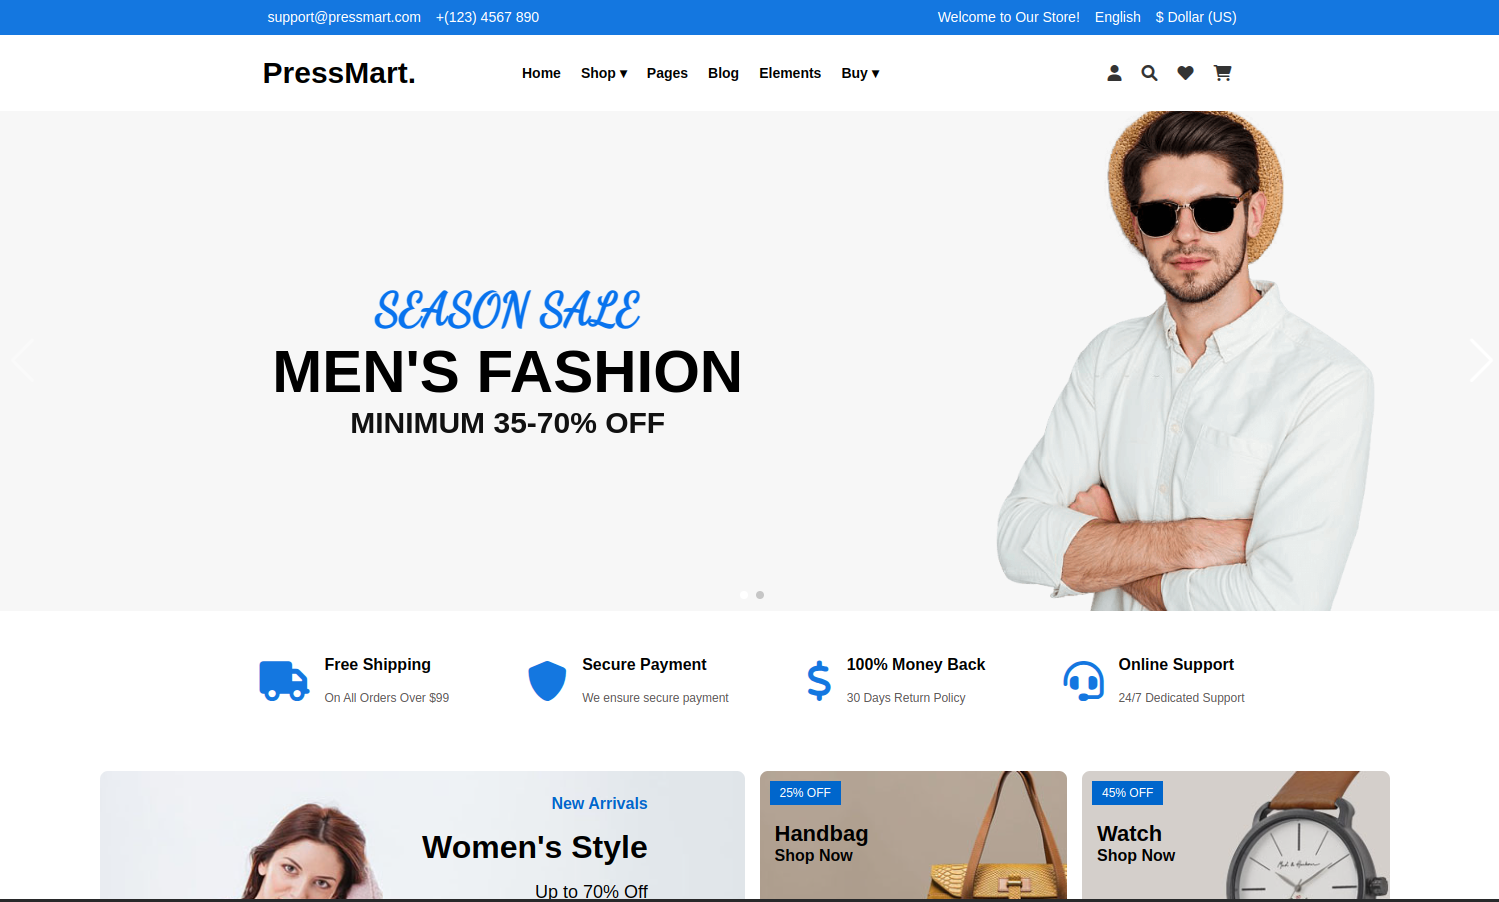 support@pressmart.com +(123) 4567 890 Welcome to Our Store! English $ Dollar (US)
PressMart. Home Shop ▾ Pages Blog Elements Buy ▾
SEASON SALE
MEN'S FASHION
MINIMUM 35-70% OFF
Free Shipping
On All Orders Over $99
Secure Payment
We ensure secure payment
100% Money Back
30 Days Return Policy
Online Support
24/7 Dedicated Support
New Arrivals
Women's Style
Up to 70% Off
25% OFF
Handbag
Shop Now
45% OFF
Watch
Shop Now